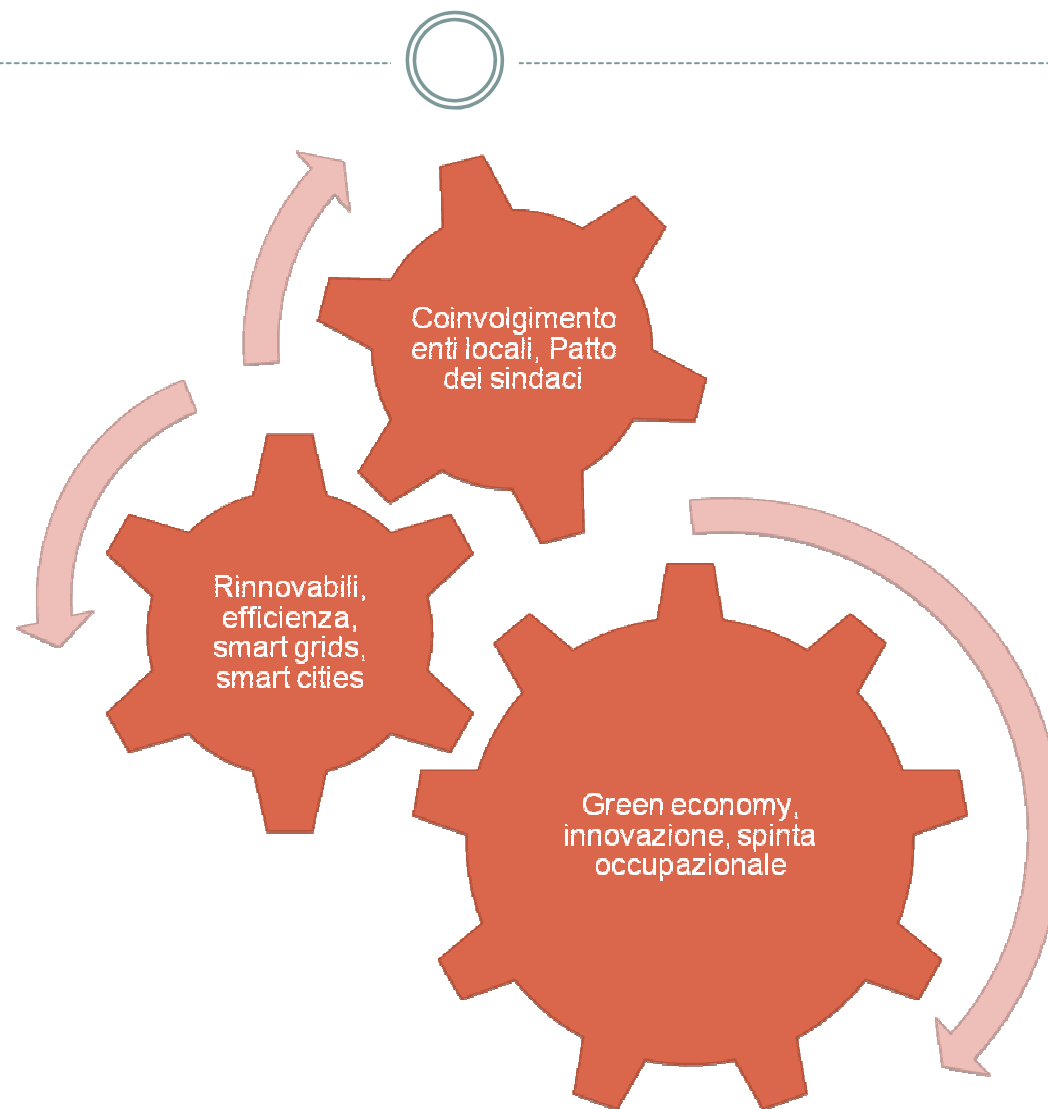 Coinvolgimento
enti locali, Patto
dei sindaci
Rinnovabili,
efficienza,
smart grids,
smart cities
Green economy,
innovazione, spinta
occupazionale